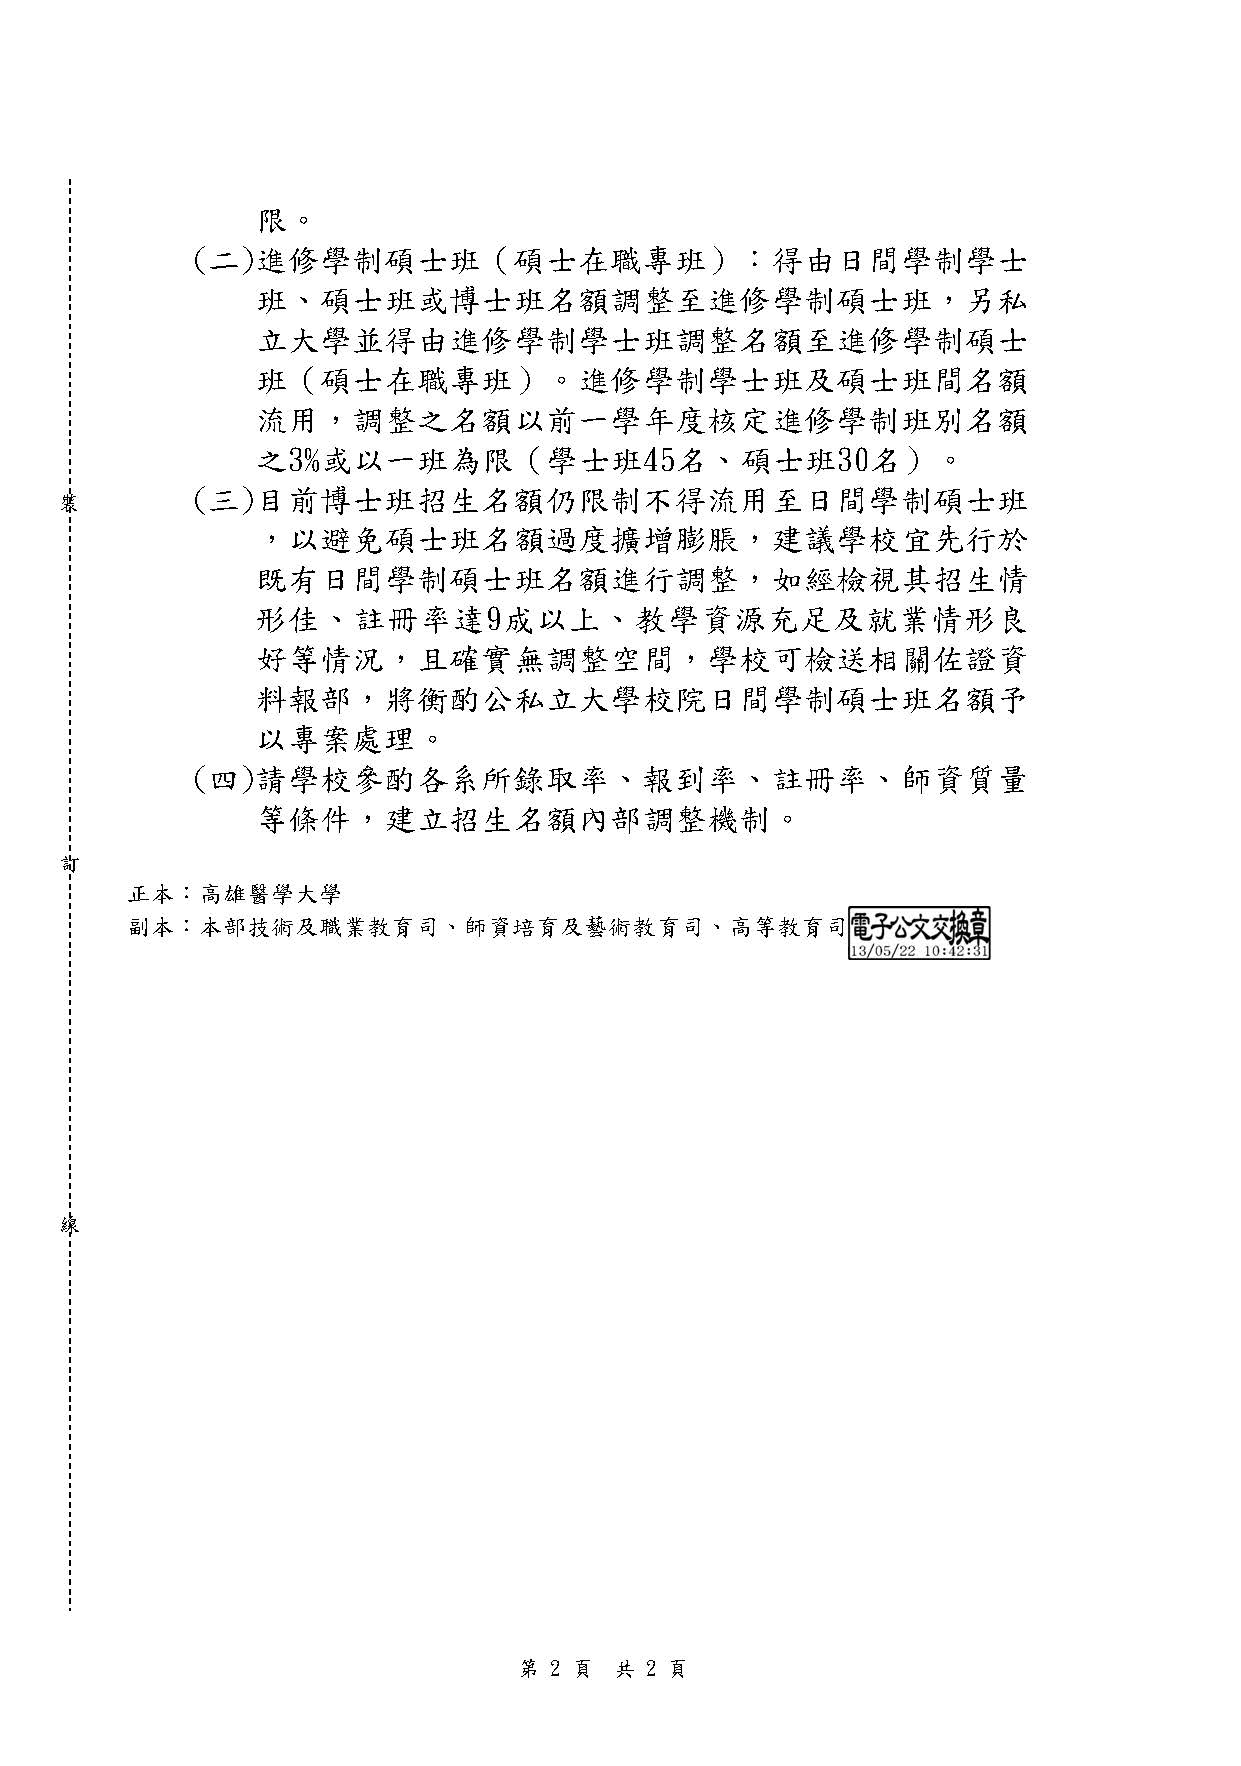 限。
(二)進修學制碩士班（碩士在職專班）：得由日間學制學士
班、碩士班或博士班名額調整至進修學制碩士班，另私
立大學並得由進修學制學士班調整名額至進修學制碩士
班（碩士在職專班）。進修學制學士班及碩士班間名額
流用，調整之名額以前一學年度核定進修學制班別名額
之3%或以一班為限（學士班45名、碩士班30名）。
(三)目前博士班招生名額仍限制不得流用至日間學制碩士班
，以避免碩士班名額過度擴增膨脹，建議學校宜先行於
既有日間學制碩士班名額進行調整，如經檢視其招生情
形佳、註冊率達9成以上、教學資源充足及就業情形良
好等情況，且確實無調整空間，學校可檢送相關佐證資
料報部，將衡酌公私立大學校院日間學制碩士班名額予
以專案處理。
(四)請學校參酌各系所錄取率、報到率、註冊率、師資質量
等條件，建立招生名額內部調整機制。
裝
訂
線
正本：高雄醫學大學
副本：本部技術及職業教育司、師資培育及藝術教育司、高等教育司
電子公文交換章
13/05/22 10:42:31
第 2 頁 共 2 頁